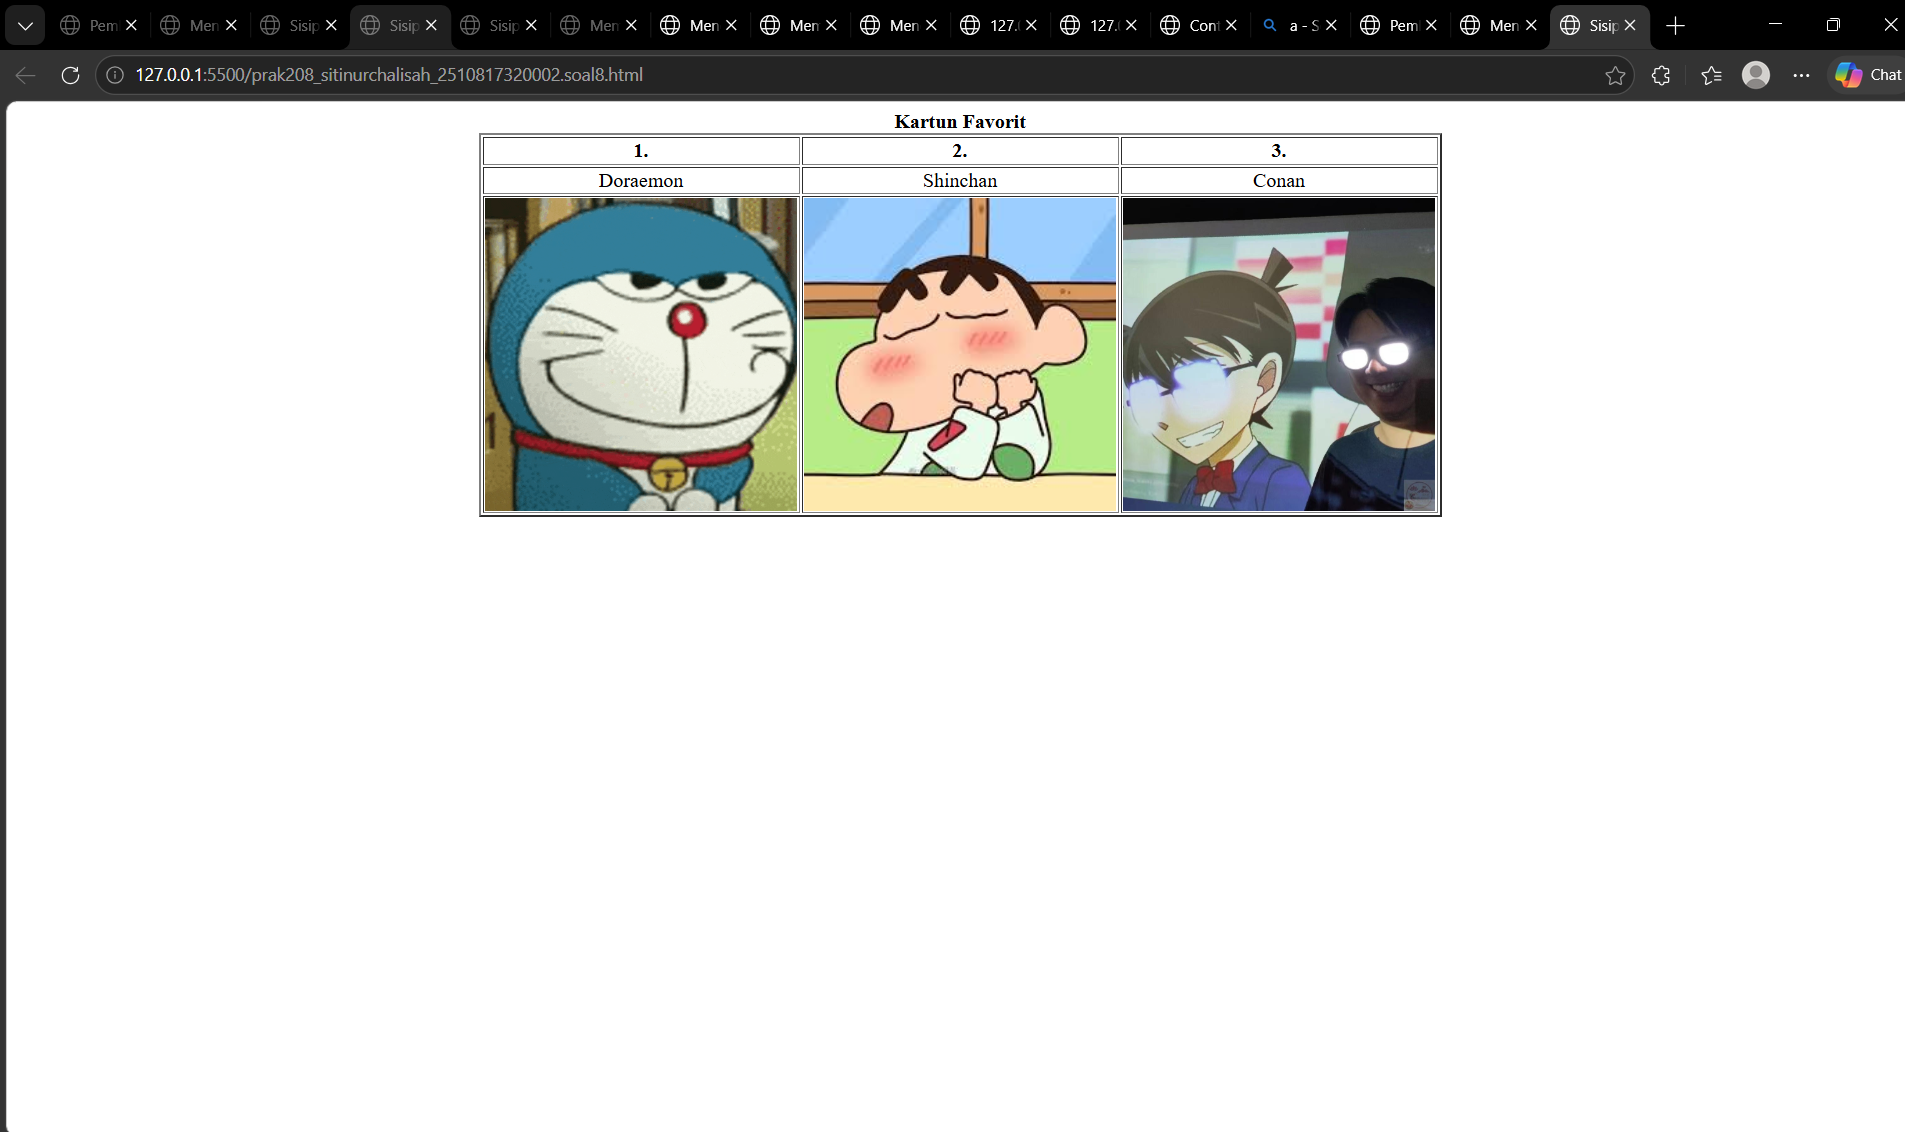 Pem
Men
Sisip
Sisip
Sisip
Men
Men
Men
Men
127.
127.
Con
a - S
Pem
Men
Sisip
127.0.0.1:5500/prak208_sitinurchalisah_2510817320002.soal8.html
Chat
Kartun Favorit
1. 2. 3.
Doraemon Shinchan Conan